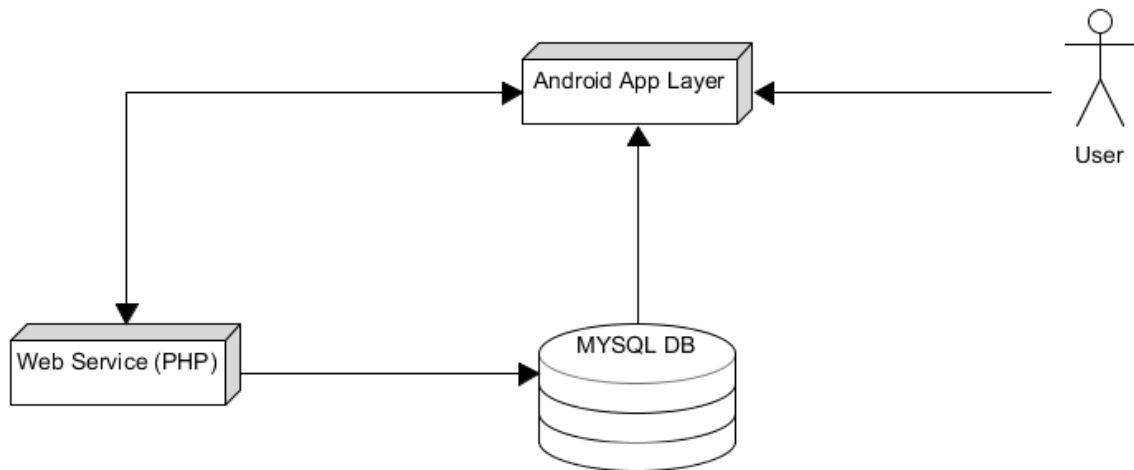 Android App Layer
User
Web Service (PHP)
MYSQL DB